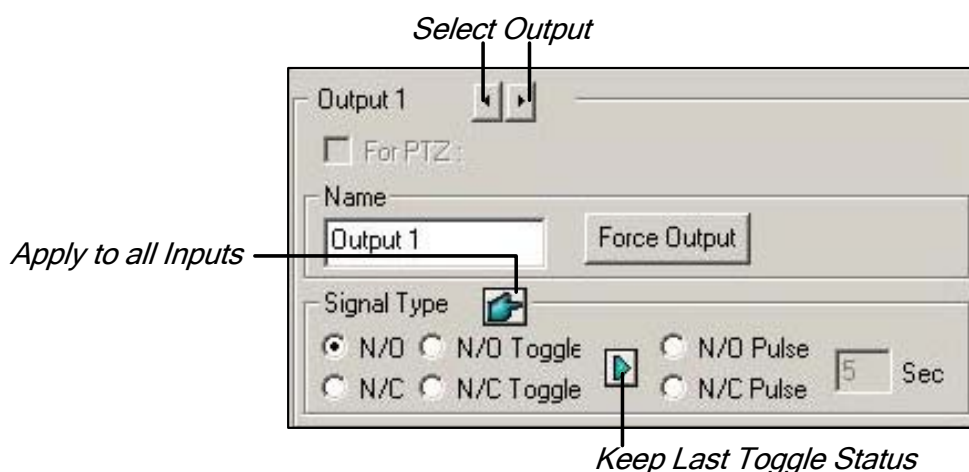 Select Output
Output 1
For PTZ :
Name
Output 1
Force Output
Apply to all Inputs
Signal Type
N/O N/O Toggle N/O Pulse
5 Sec
N/C N/C Toggle N/C Pulse
Keep Last Toggle Status